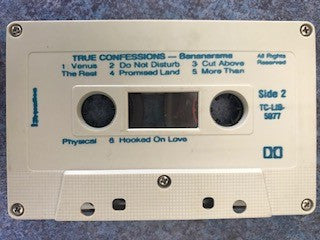 TRUE CONFESSIONS — Bananarama
All Rights
Reserved
1 Venus 2 Do Not Disturb 3 Cut Above
The Rest 4 Promised Land 5 More Than
Side 2
TC-LIB-
5077
Physical 6 Hooked On Love